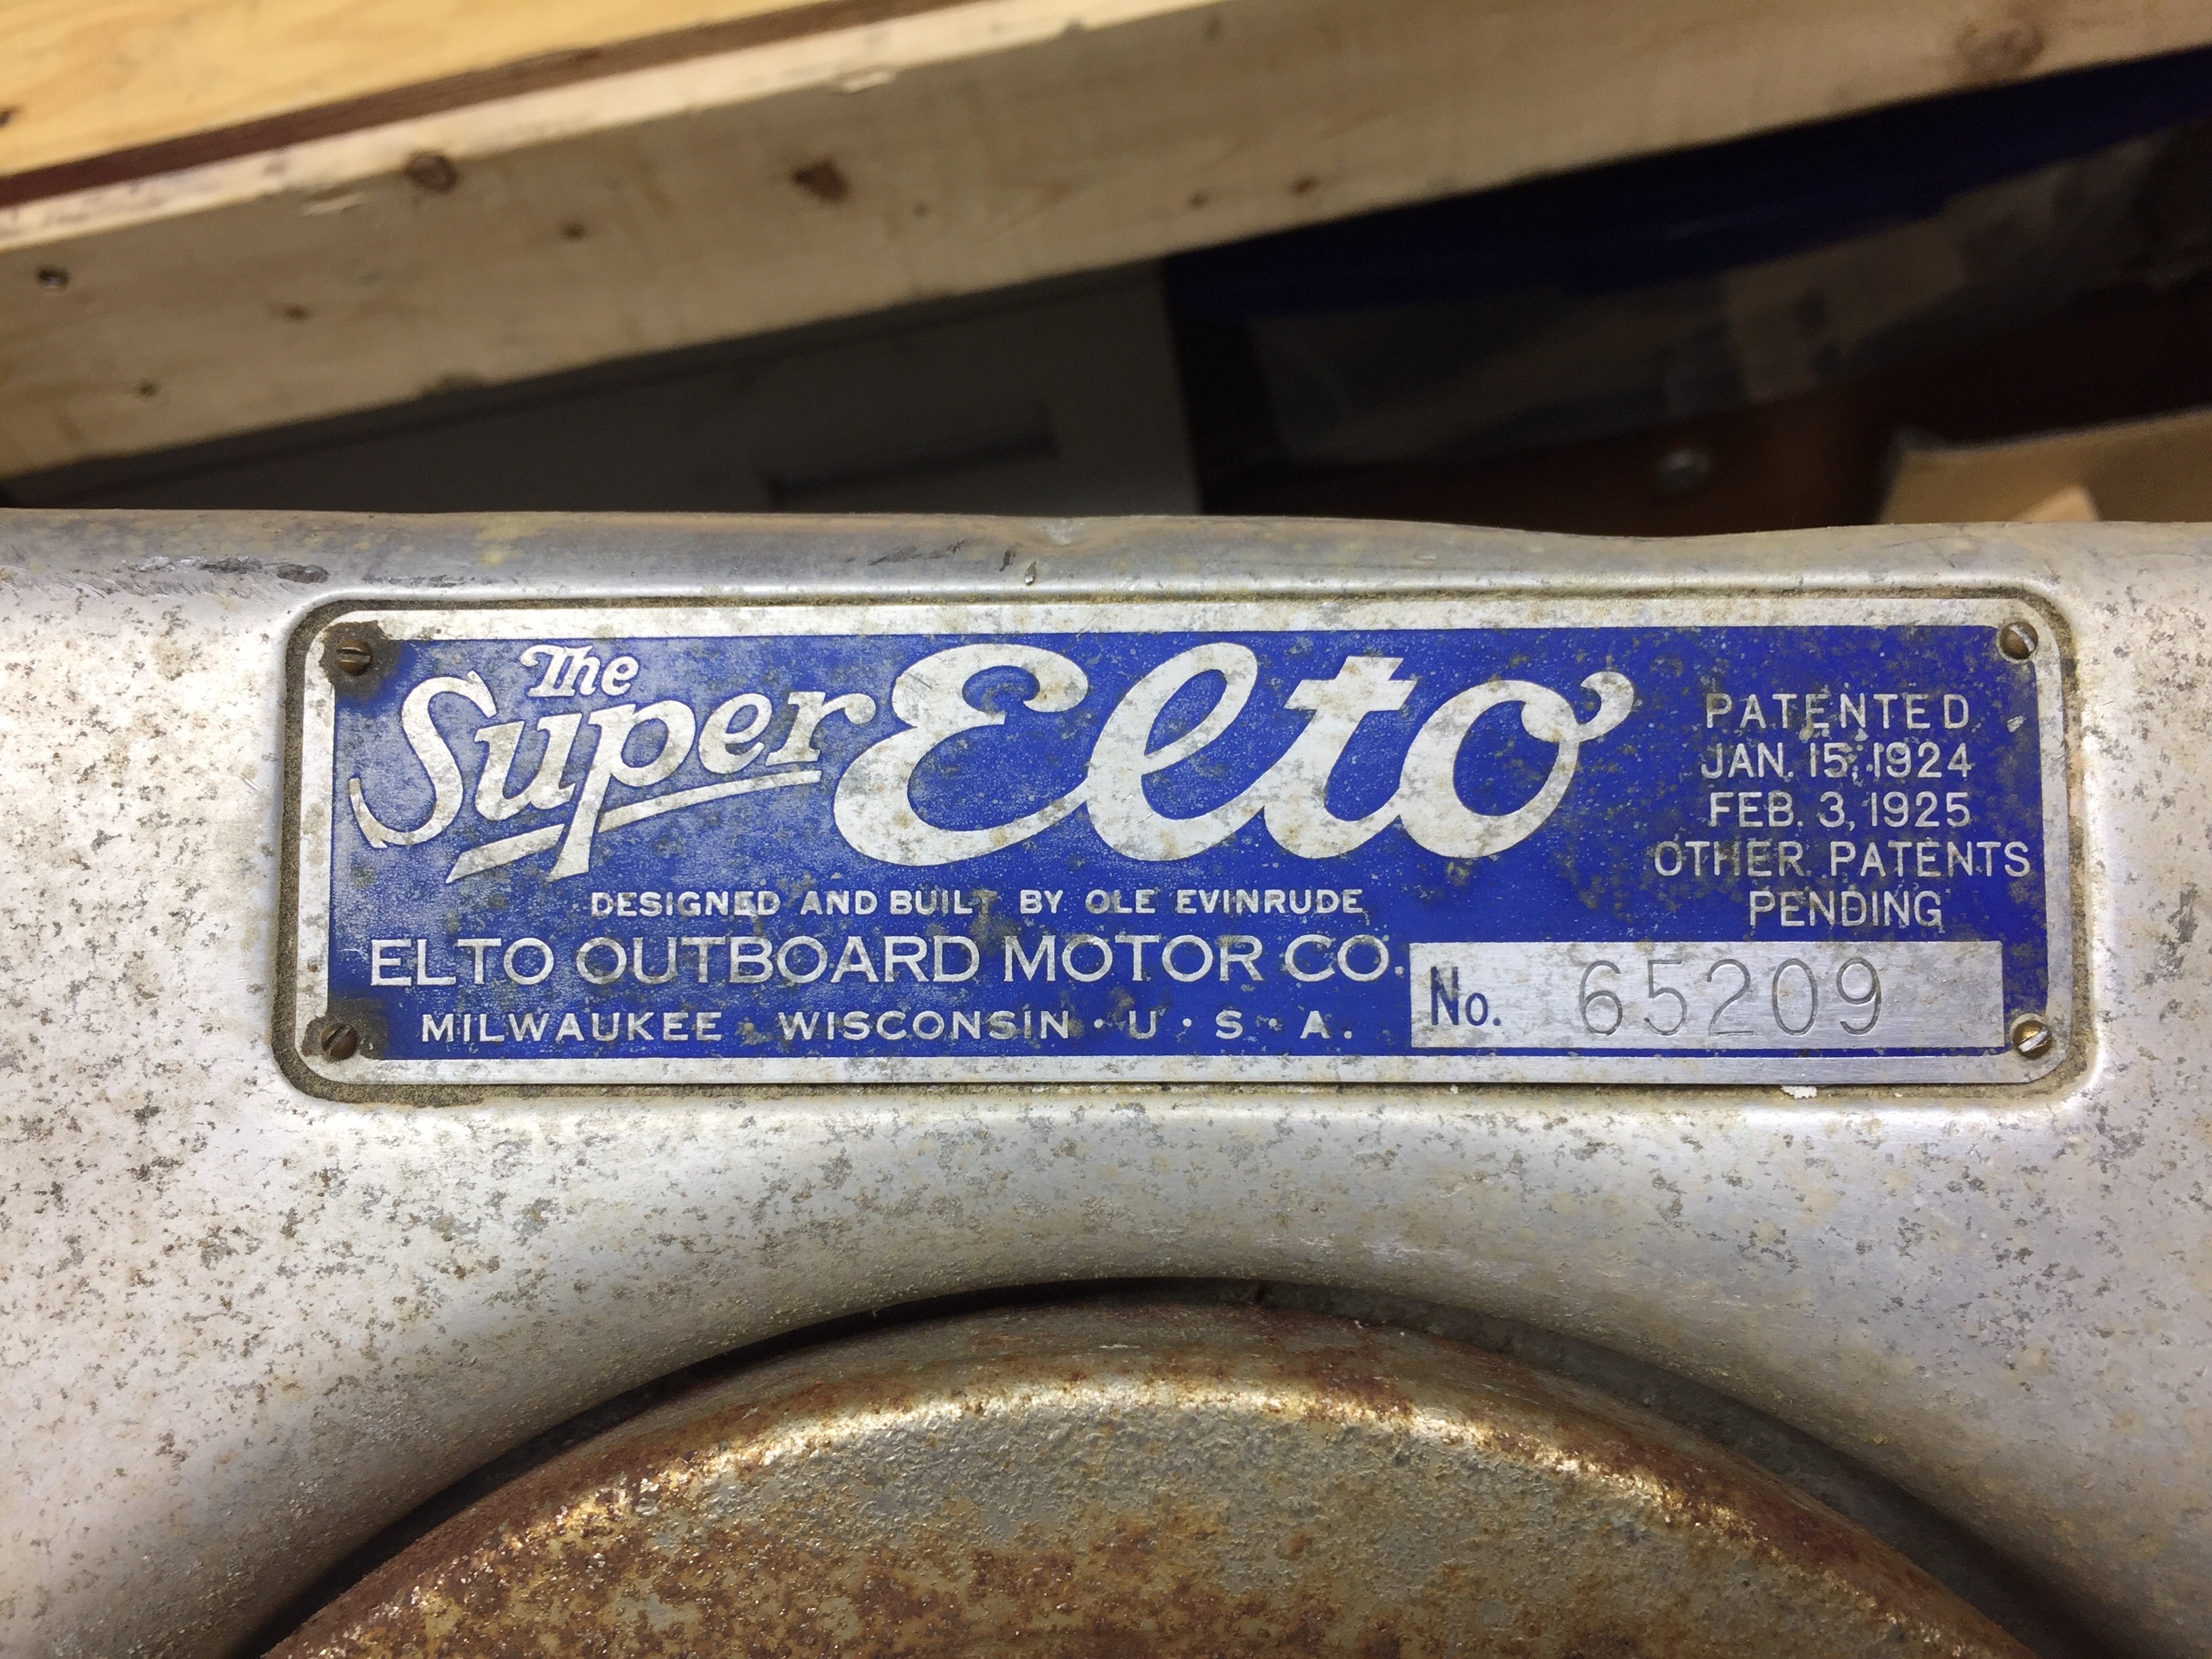 The
Super Elto
DESIGNED AND BUILT BY OLE EVINRUDE
ELTO OUTBOARD MOTOR CO.
MILWAUKEE WISCONSIN · U · S · A.
PATENTED
JAN. 15, 1924
FEB. 3, 1925
OTHER PATENTS
PENDING
No. 65209